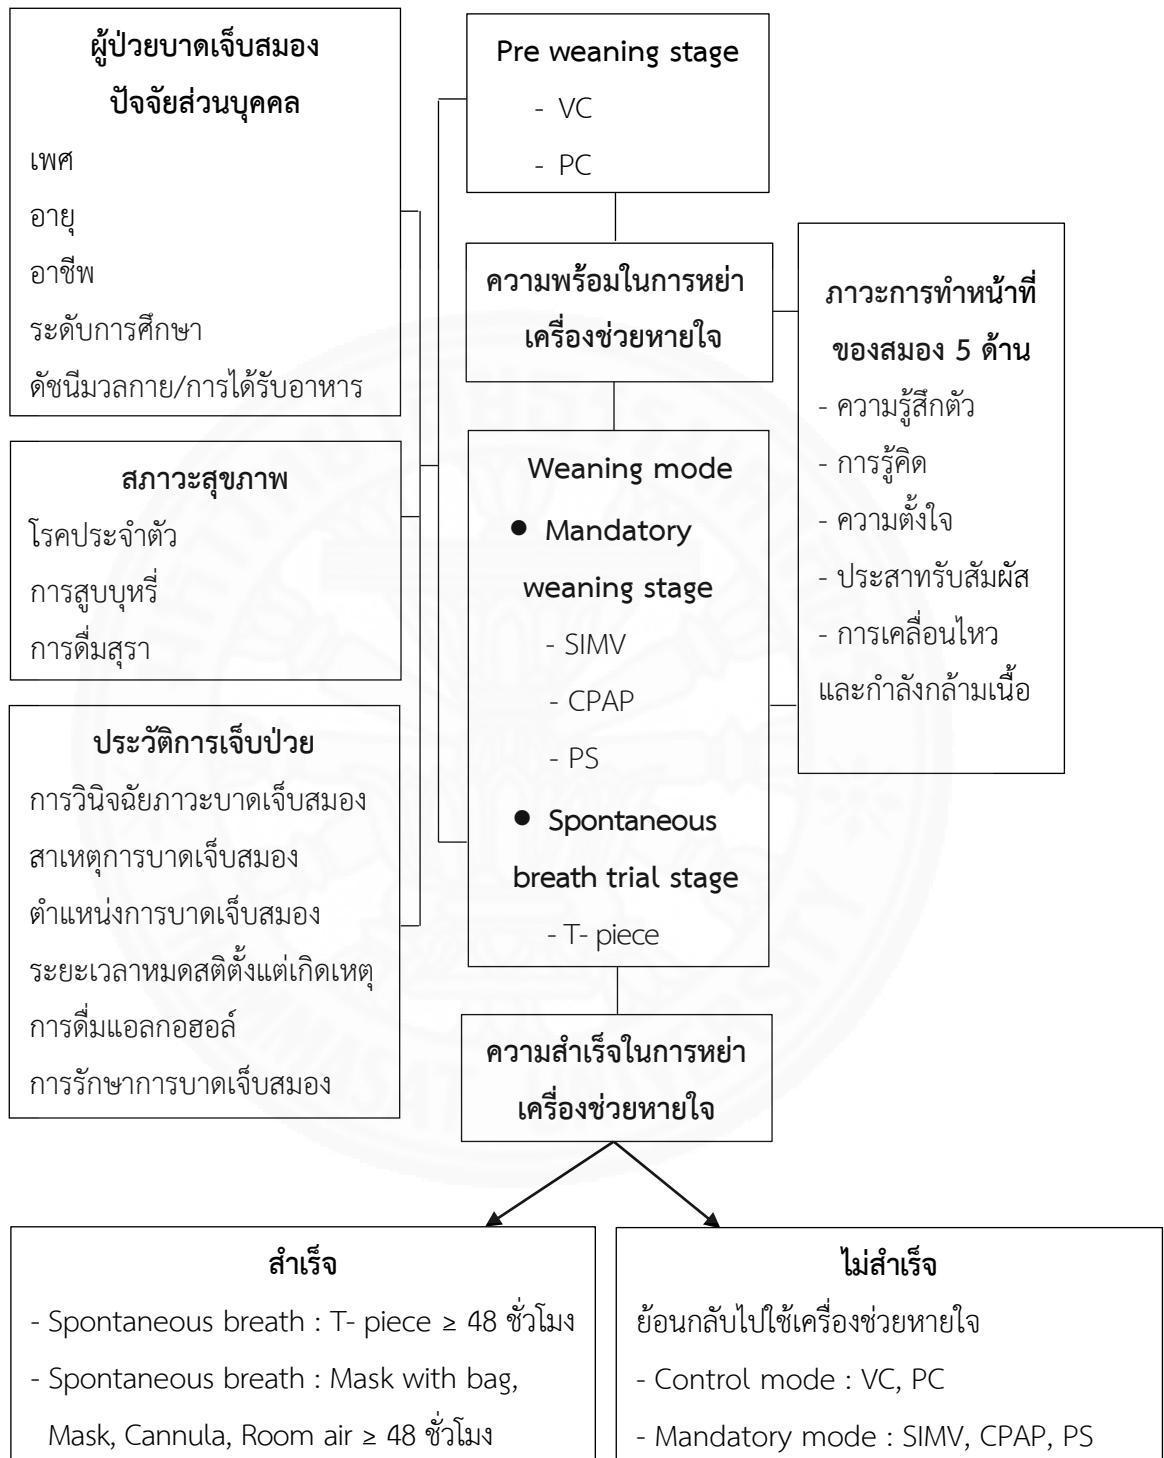 ผู้ป่วยบาดเจ็บสมอง
ปัจจัยส่วนบุคคล
เพศ
อายุ
อาชีพ
ระดับการศึกษา
ดัชนีมวลกาย/การได้รับอาหาร
สภาวะสุขภาพ
โรคประจำตัว
การสูบบุหรี่
การดื่มสุรา
ประวัติการเจ็บป่วย
การวินิจฉัยภาวะบาดเจ็บสมอง
สาเหตุการบาดเจ็บสมอง
ตำแหน่งการบาดเจ็บสมอง
ระยะเวลาหมดสติตั้งแต่เกิดเหตุ
การดื่มแอลกอฮอล์
การรักษาการบาดเจ็บสมอง
Pre weaning stage
- VC
- PC
ความพร้อมในการหย่า
เครื่องช่วยหายใจ
Weaning mode
● Mandatory
weaning stage
- SIMV
- CPAP
- PS
● Spontaneous
breath trial stage
- T- piece
ความสำเร็จในการหย่า
เครื่องช่วยหายใจ
ภาวะการทำหน้าที่
ของสมอง 5 ด้าน
- ความรู้สึกตัว
- การรู้คิด
- ความตั้งใจ
- ประสาทรับสัมผัส
- การเคลื่อนไหว
และกำลังกล้ามเนื้อ
สำเร็จ
- Spontaneous breath : T- piece ≥ 48 ชั่วโมง
- Spontaneous breath : Mask with bag,
Mask, Cannula, Room air ≥ 48 ชั่วโมง
ไม่สำเร็จ
ย้อนกลับไปใช้เครื่องช่วยหายใจ
- Control mode : VC, PC
- Mandatory mode : SIMV, CPAP, PS